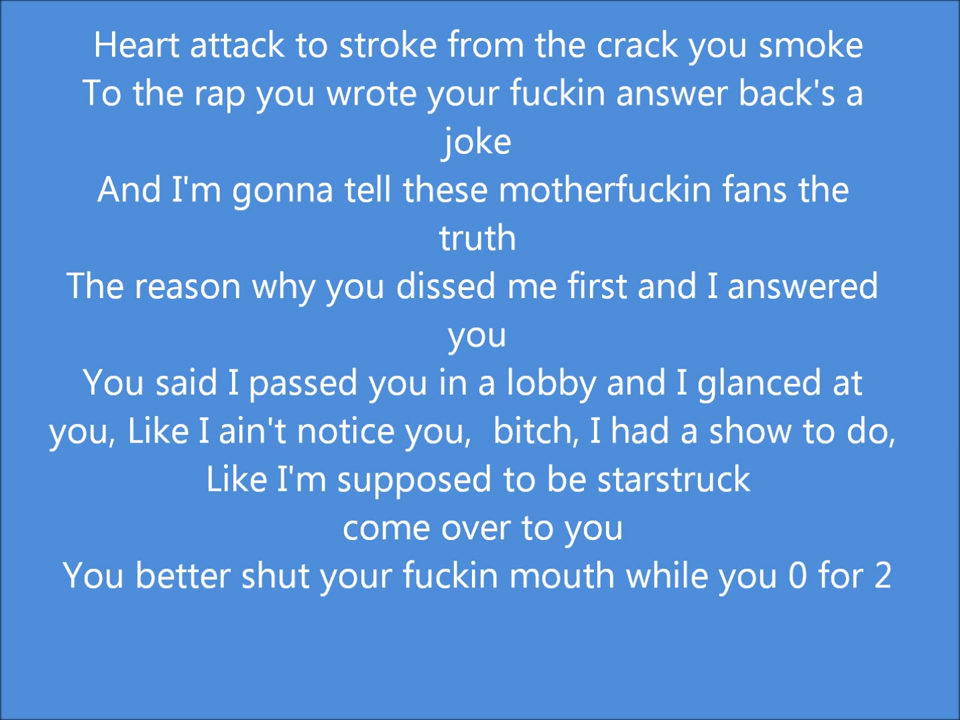 Heart attack to stroke from the crack you smoke
To the rap you wrote your fuckin answer back's a
joke
And I'm gonna tell these motherfuckin fans the
truth
The reason why you dissed me first and I answered
you
You said I passed you in a lobby and I glanced at
you, Like I ain't notice you,  bitch, I had a show to do,
Like I'm supposed to be starstruck
come over to you
You better shut your fuckin mouth while you 0 for 2